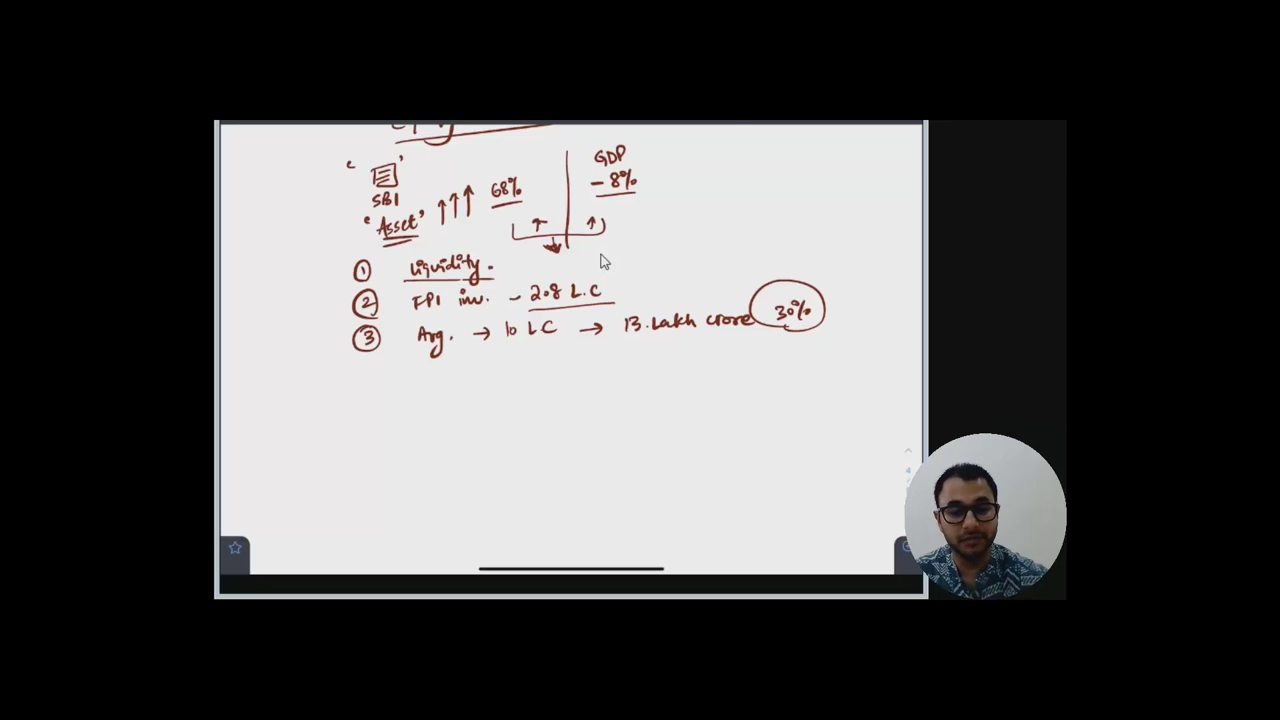 GDP
- 8%
SBI
"Asset" ↑↑↑ 68%
① Liquidity.
② FPI inv. - 2.8 L.C
③ Avg. → 10 LC → 13. Lakh crore 30%